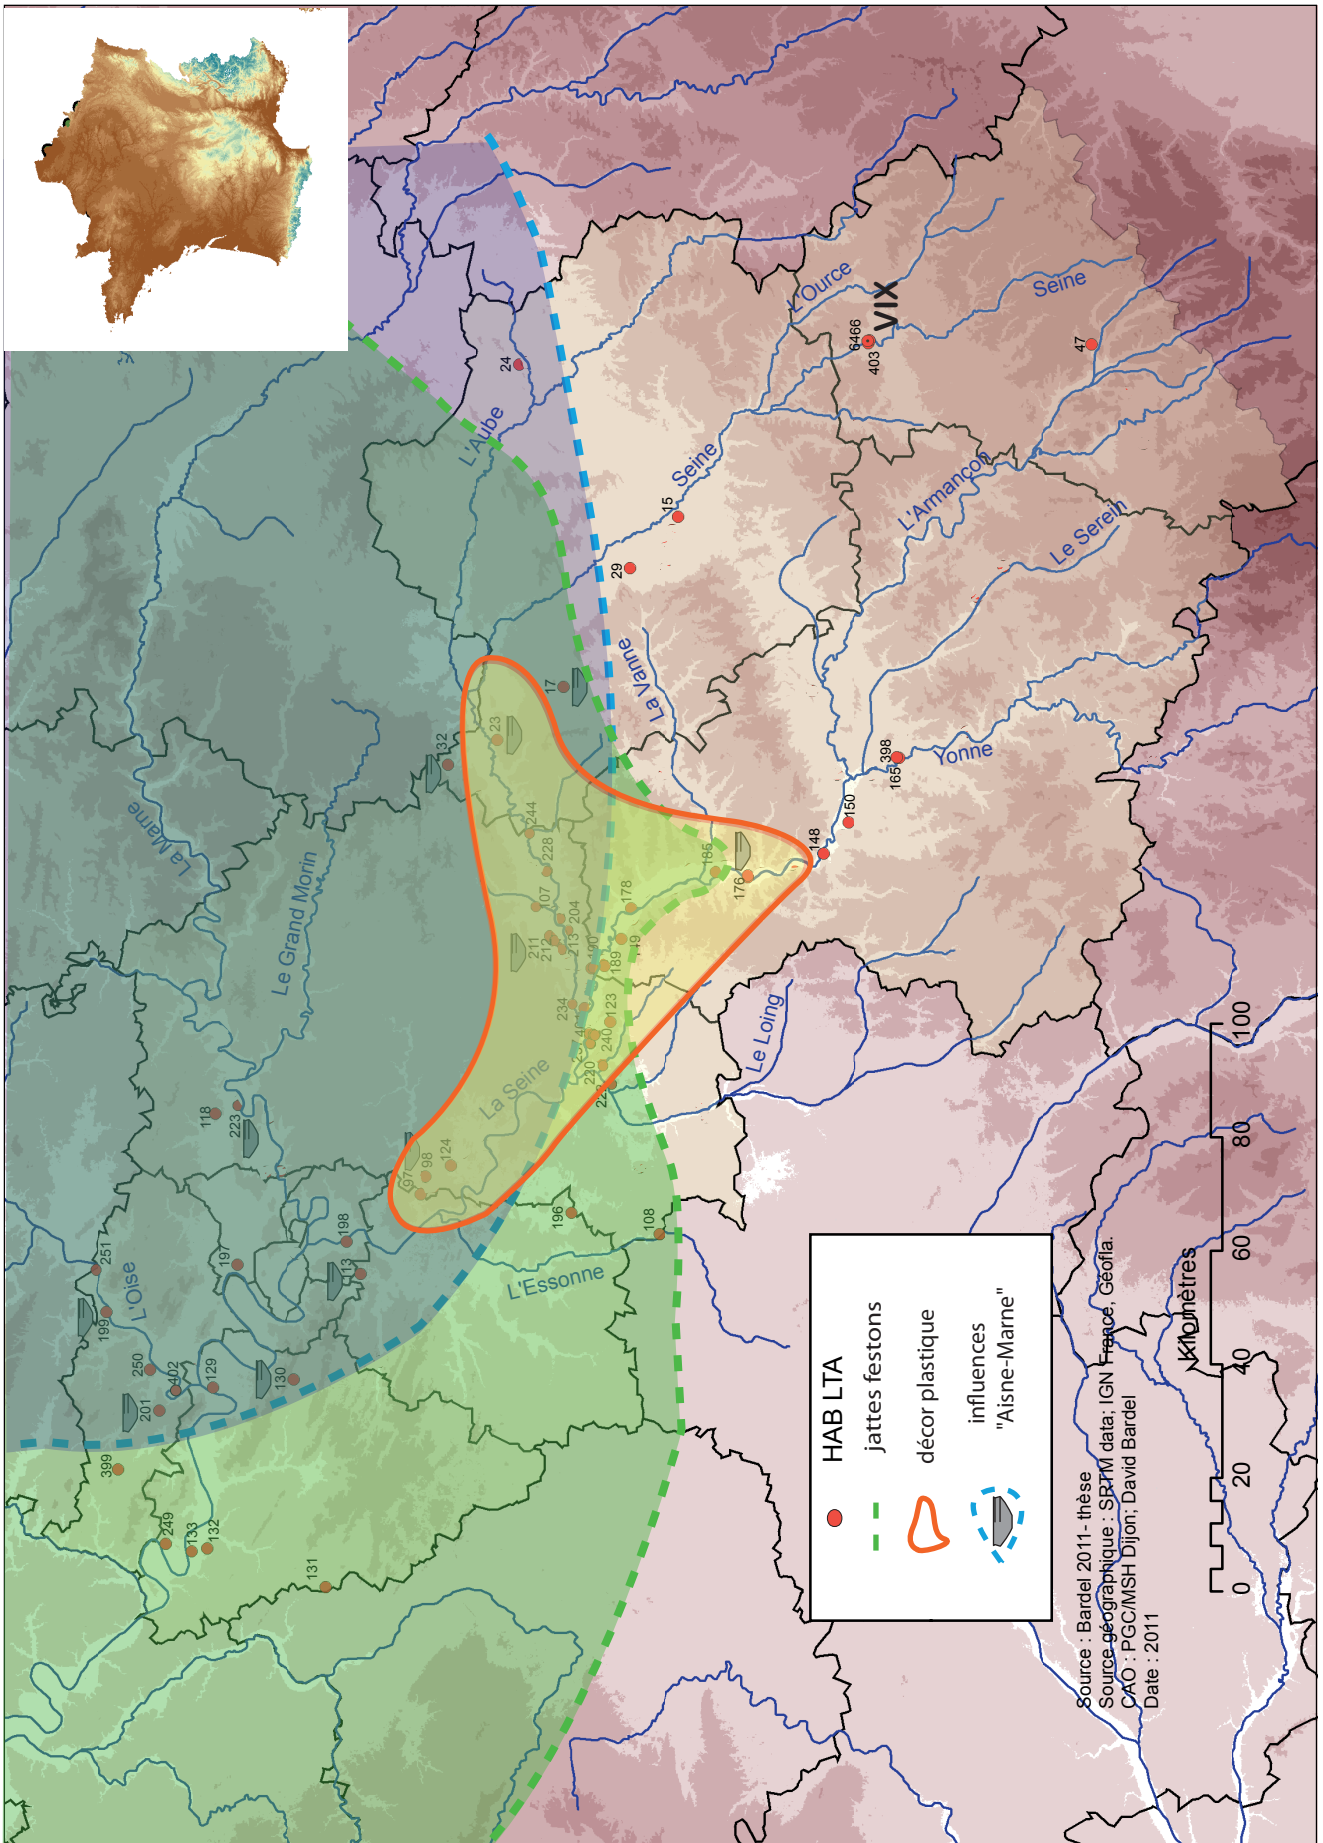 L'Oise
La Marne
Le Grand Morin
L'Aube
La Seine
L'Essonne
Seine
La Vanne
L'Ource
Seine
VIX
L'Armançon
Le Serein
Yonne
Le Loing
399
249
133
132
131
201
250
402
129
199
251
130
197
113
198
118
223
196
108
97
98
124
132
23
17
24
244
228
107
204
211
212
213
234
189
178
185
176
123
240
220
148
150
165
398
29
15
6466
403
47
HAB LTA
jattes festons
décor plastique
influences
"Aisne-Marne"
Source : Bardel 2011- thèse
Source géographique : SRTM data; IGN France, Géofla.
CAO : PGC/MSH Dijon; David Bardel
Date : 2011
Kilomètres
0 20 40 60 80 100